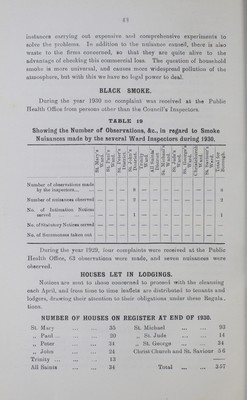 43
instances carrying out expensive and comprehensive experiments to
solve the problems. In addition to the nuisance caused, there is also
waste to the firms concerned, so that they are quite alive to the
advantage of checking this commercial loss. The question of household
smoke is more universal, and causes more widespread pollution of the
atmosphere, but with this we have no legal power to deal.
BLACK SMOKE.
During the year 1930 no complaint was received at the Public
Health Office from persons other than the Council's Inspectors.
TABLE 19
Showing the Number of Observations, &c., in regard to Smoke
Nuisances made by the several Ward Inspectors during 1930.
St. Mary's Ward.
St. Paul's Ward.
St. Peter's Ward.
St. John's District.
Trinity Ward.
All Saints' District
St. Michael's Ward.
St. Jude's Ward.
St. George's Ward.
Christchurch Ward.
St. Saviour's Ward.
Total for Borough.
Number of observations made
by the inspectors...
Number of nuisances observed
No. of Intimation Notices
served
No. of Statutory Notices served
No. of Summonses taken out
During the year 1929, four complaints were received at the Public
Health Office, 63 observations were made, and seven nuisances were
observed.
HOUSES LET IN LODGINGS.
Notices are sent to those concerned to proceed with the cleansing
each April, and from time to time leaflets are distributed to tenants and
lodgers, drawing their attention to their obligations under these Regula-
tions.
NUMBER OF HOUSES ON REGISTER AT END OF 1930.
St. Mary ... 35 St. Michael ... 93
„ Paul ... 20 „ St. Jude ... 14
„ Peter ... 34 „ St. George ... 34
„ John ... 24 Christ Church and St. Saviour 56
Trinity ... 13
All Saints 34 Total ...